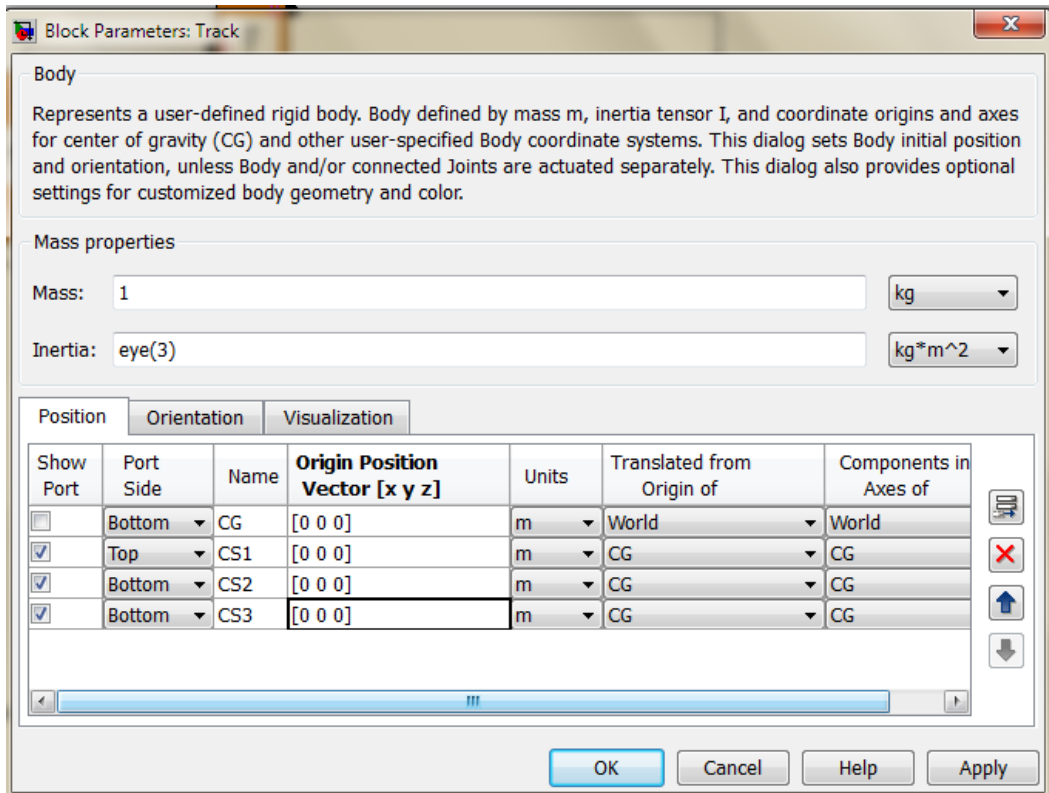 Block Parameters: Track
Body
Represents a user-defined rigid body. Body defined by mass m, inertia tensor I, and coordinate origins and axes
for center of gravity (CG) and other user-specified Body coordinate systems. This dialog sets Body initial position
and orientation, unless Body and/or connected Joints are actuated separately. This dialog also provides optional
settings for customized body geometry and color.
Mass properties
Mass: 1 kg
Inertia: eye(3) kg*m^2
Position Orientation Visualization
Show Port Port Side Name Origin Position Vector [x y z] Units Translated from Origin of Components in Axes of
Bottom CG [0 0 0] m World World
Top CS1 [0 0 0] m CG CG
Bottom CS2 [0 0 0] m CG CG
Bottom CS3 [0 0 0] m CG CG
OK Cancel Help Apply